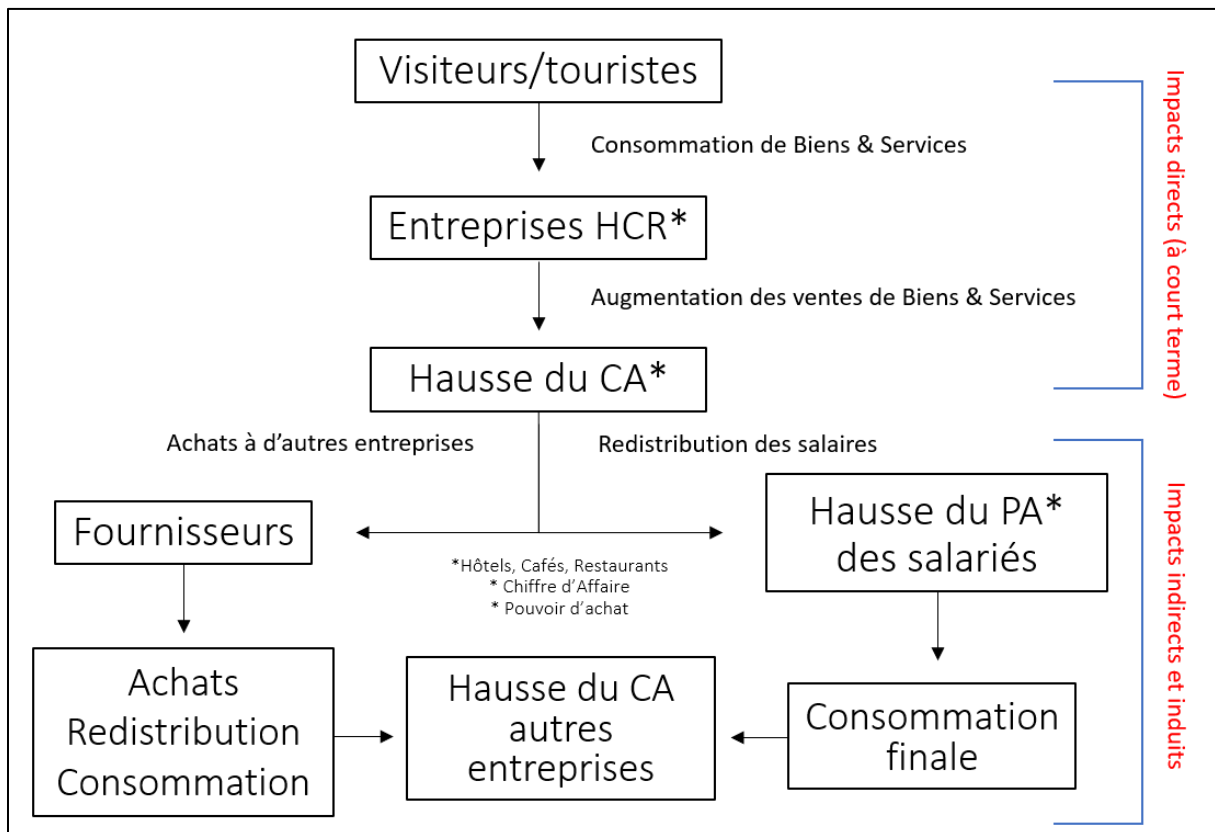 Visiteurs/touristes
Consommation de Biens & Services
Entreprises HCR*
Augmentation des ventes de Biens & Services
Hausse du CA*
Impacts directs (à court terme)
Achats à d'autres entreprises
Redistribution des salaires
Fournisseurs
Hausse du PA*
des salariés
*Hôtels, Cafés, Restaurants
* Chiffre d'Affaire
* Pouvoir d'achat
Achats
Redistribution
Consommation
Hausse du CA
autres
entreprises
Consommation
finale
Impacts indirects et induits